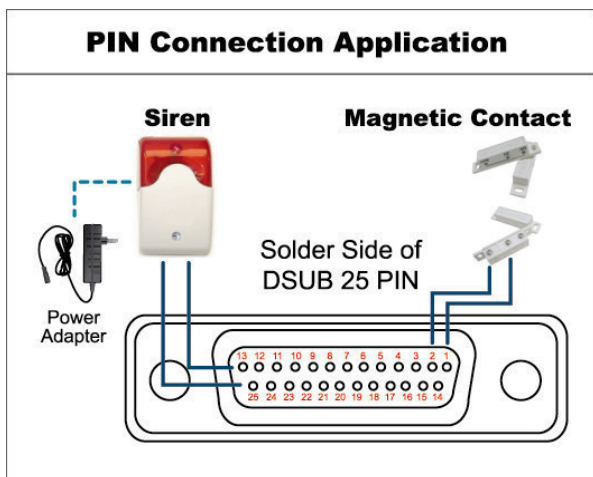 PIN Connection Application
Siren
Magnetic Contact
Solder Side of
DSUB 25 PIN
Power
Adapter
13 12 11 10 9 8 7 6 5 4 3 2 1
25 24 23 22 21 20 19 18 17 16 15 14